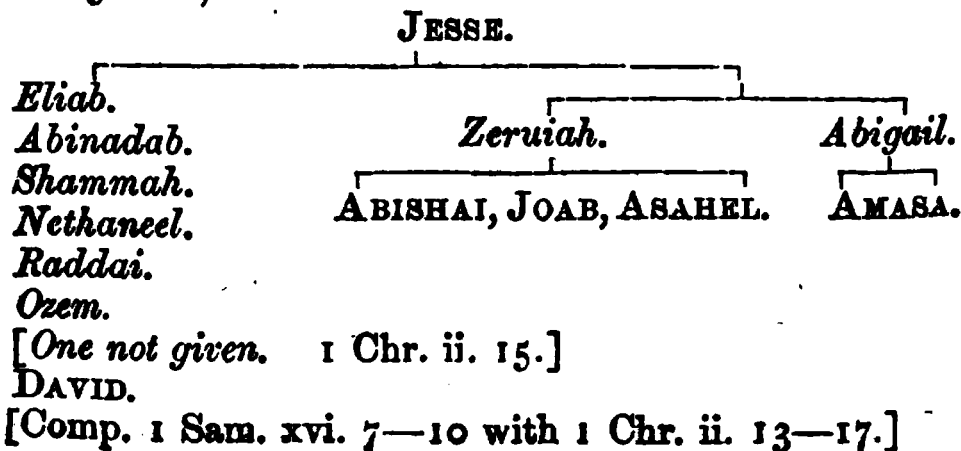 JESSE.
Eliab.
Abinadab. Zeruiah. Abigail.
Shammah.
Nethaneel. ABISHAI, JOAB, ASAHEL. AMASA.
Raddai.
Ozem.
[One not given. 1 Chr. ii. 15.]
DAVID.
[Comp. 1 Sam. xvi. 7—10 with 1 Chr. ii. 13—17.]